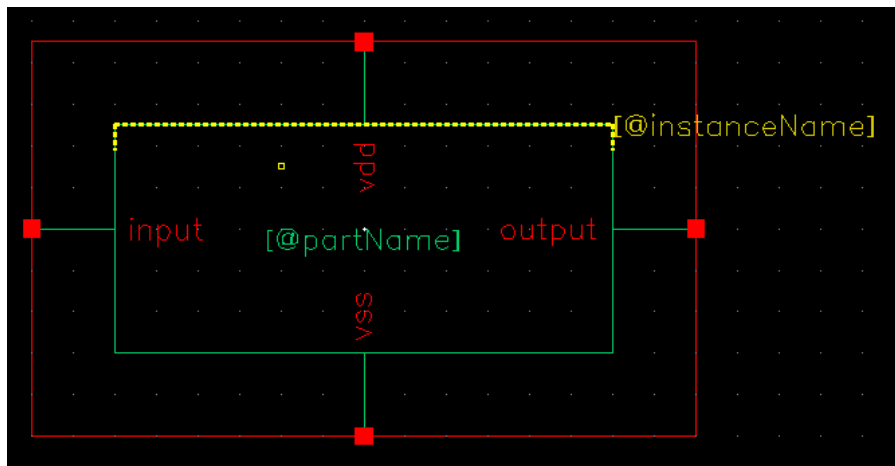 [@instanceName]
vdd
input
[@partName]
output
vss